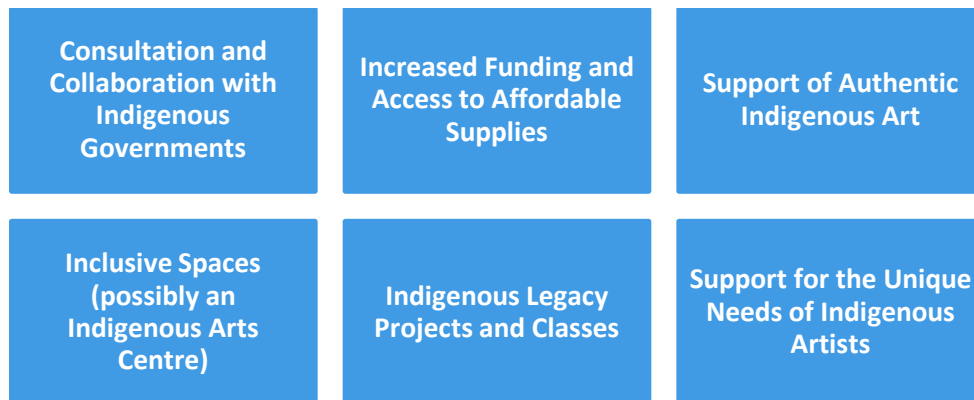 Consultation and
Collaboration with
Indigenous
Governments
Increased Funding and
Access to Affordable
Supplies
Support of Authentic
Indigenous Art
Inclusive Spaces
(possibly an
Indigenous Arts
Centre)
Indigenous Legacy
Projects and Classes
Support for the Unique
Needs of Indigenous
Artists